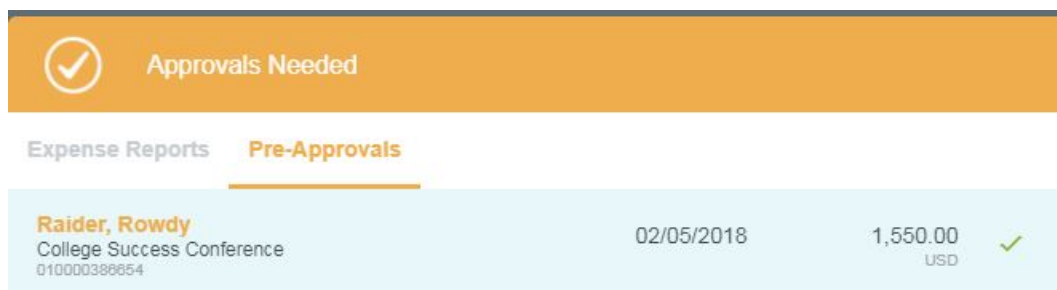 Approvals Needed
Expense Reports Pre-Approvals
Raider, Rowdy
College Success Conference 02/05/2018 1,550.00
010000386654 USD